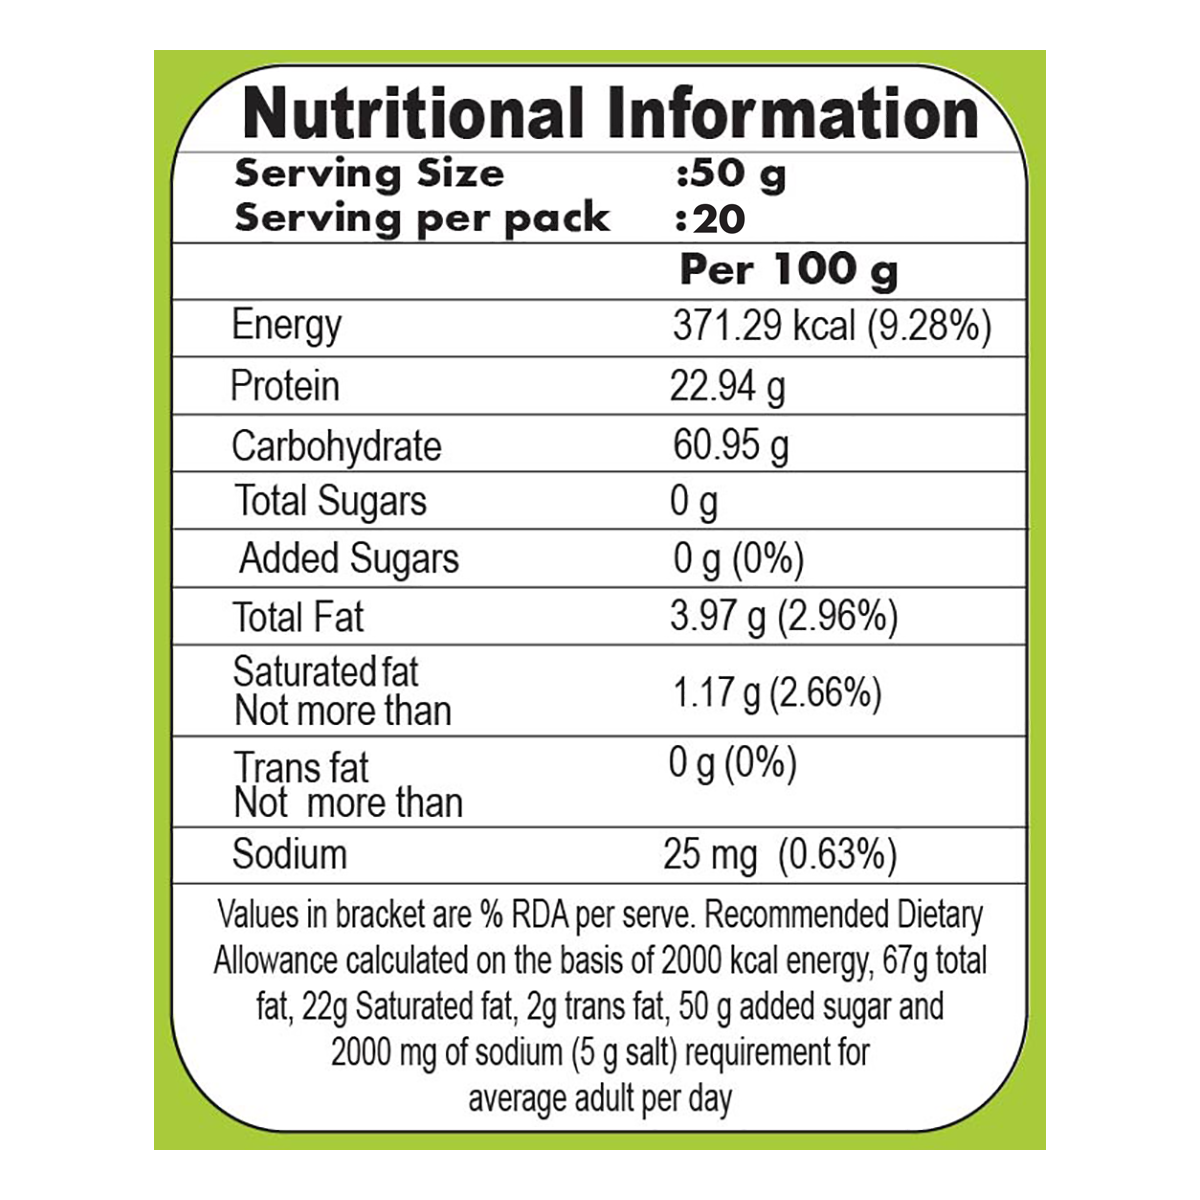 Nutritional Information
Serving Size :50 g
Serving per pack :20
Per 100 g
Energy 371.29 kcal (9.28%)
Protein 22.94 g
Carbohydrate 60.95 g
Total Sugars 0 g
Added Sugars 0 g (0%)
Total Fat 3.97 g (2.96%)
Saturated fat
Not more than 1.17 g (2.66%)
Trans fat 0 g (0%)
Not more than
Sodium 25 mg (0.63%)
Values in bracket are % RDA per serve. Recommended Dietary
Allowance calculated on the basis of 2000 kcal energy, 67g total
fat, 22g Saturated fat, 2g trans fat, 50 g added sugar and
2000 mg of sodium (5 g salt) requirement for
average adult per day